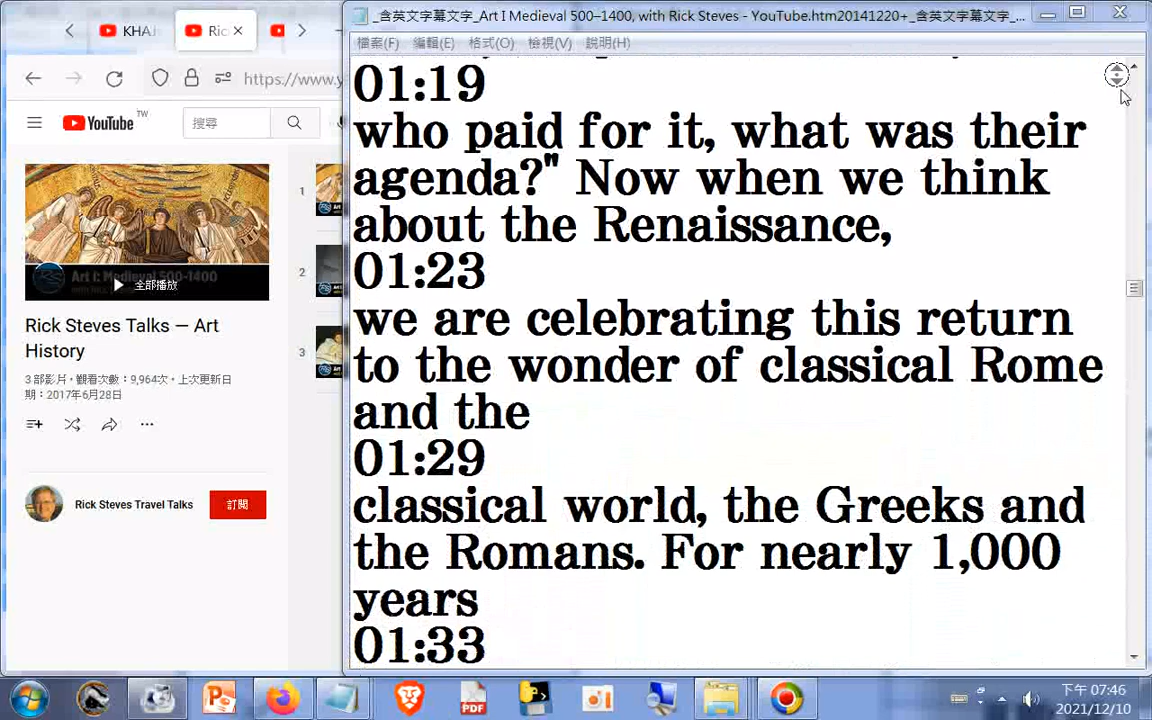 KHA
Ric
https://www.y
YouTube TW
搜尋
Art I: Medieval 500-1400
全部播放
Rick Steves Talks — Art
History
3 部影片 • 觀看次數：9,964次 • 上次更新日
期：2017年6月28日
Rick Steves Travel Talks
訂閱
1
2
3
_含英文字幕文字_Art I Medieval 500–1400, with Rick Steves - YouTube.htm20141220+_含英文字幕文字_...
檔案(F) 編輯(E) 格式(O) 檢視(V) 說明(H)
01:19
who paid for it, what was their
agenda?" Now when we think
about the Renaissance,
01:23
we are celebrating this return
to the wonder of classical Rome
and the
01:29
classical world, the Greeks and
the Romans. For nearly 1,000
years
01:33
PDF
下午 07:46
2021/12/10